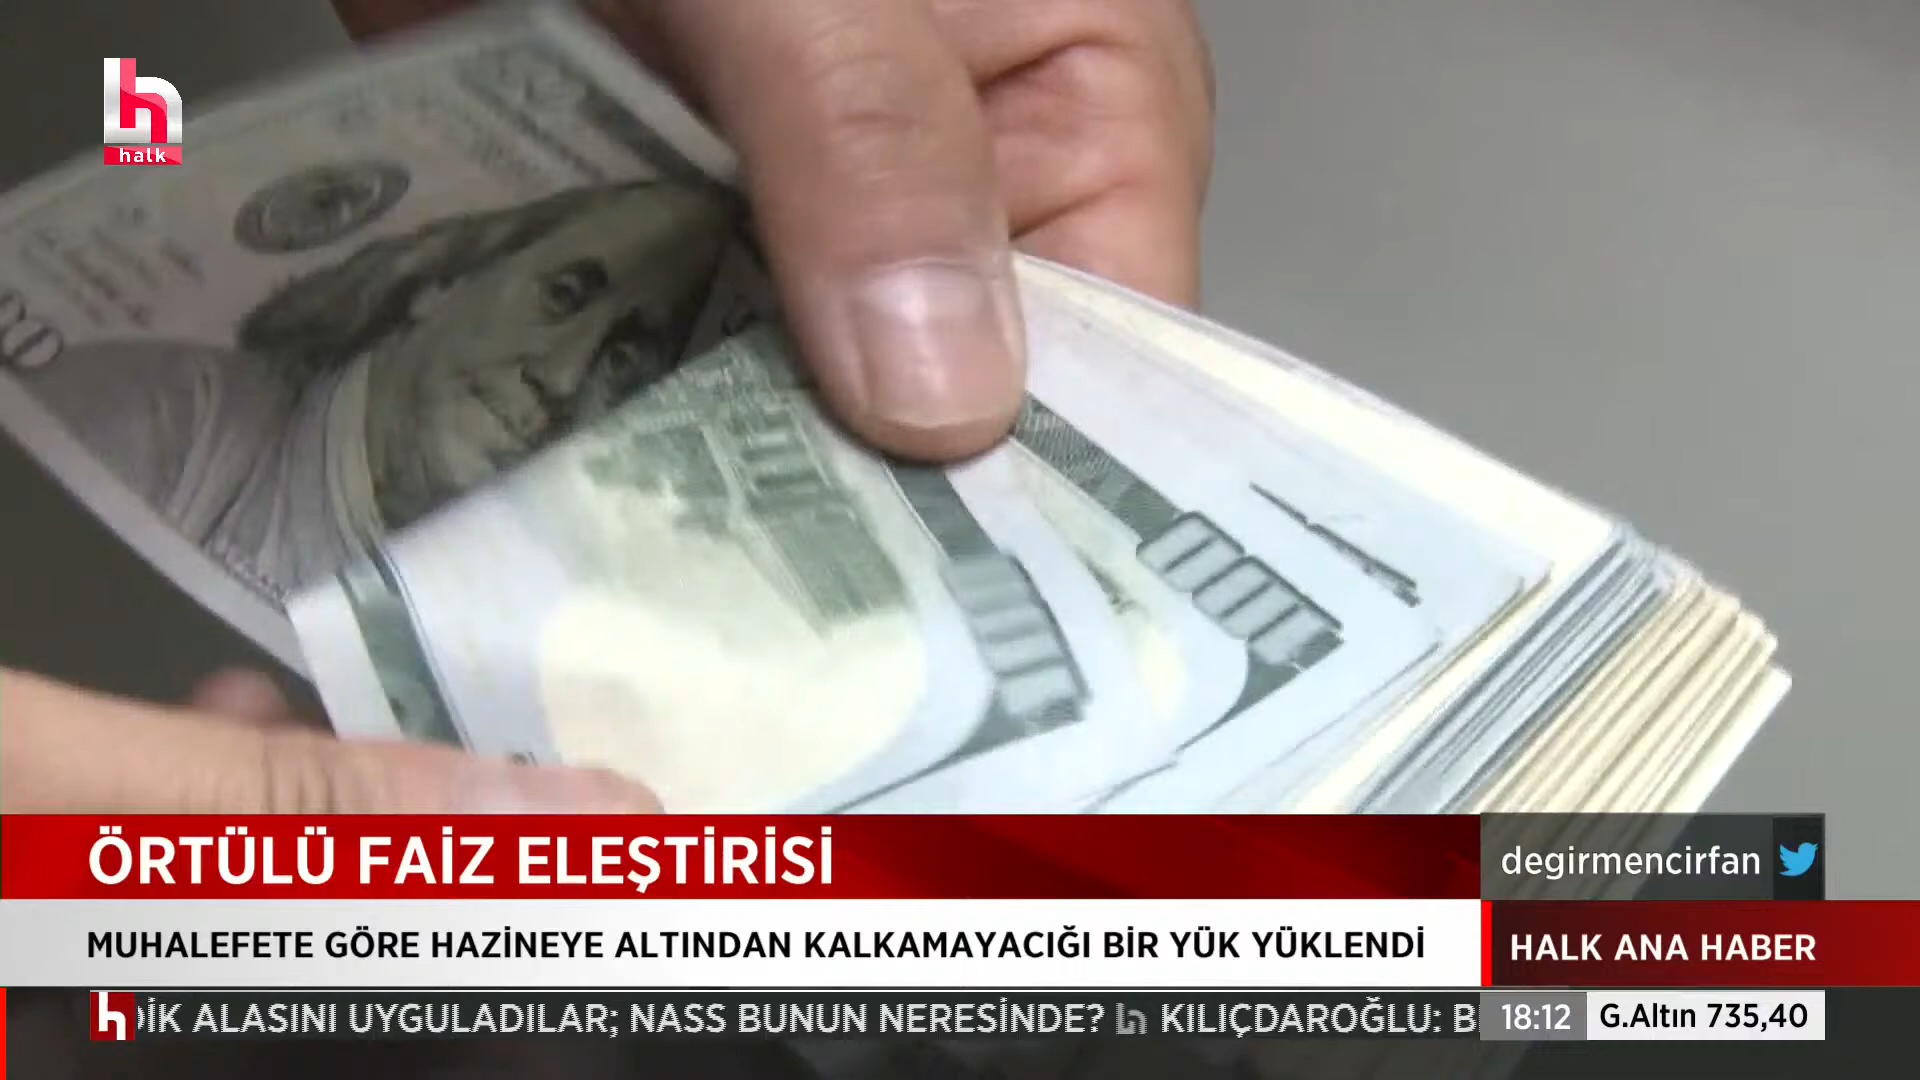 halk
ÖRTÜLÜ FAİZ ELEŞTİRİSİ
degirmencirfan
MUHALEFETE GÖRE HAZİNEYE ALTINDAN KALKAMAYACIĞI BİR YÜK YÜKLENDİ
HALK ANA HABER
DİK ALASINI UYGULADILAR; NASS BUNUN NERESİNDE? KILIÇDAROĞLU: B
18:12
G.Altın 735,40